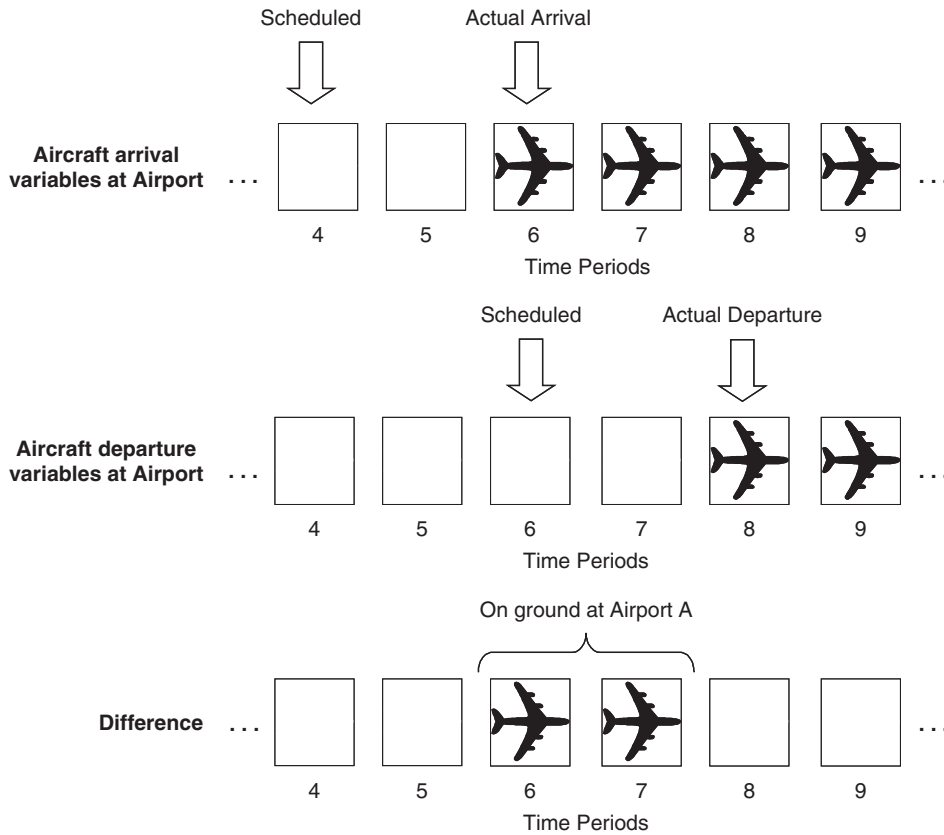 Scheduled Actual Arrival
Aircraft arrival
variables at Airport
. . . . . .
4 5 6 7 8 9
Time Periods
Scheduled Actual Departure
Aircraft departure
variables at Airport
. . . . . .
4 5 6 7 8 9
Time Periods
On ground at Airport A
Difference . . . . . .
4 5 6 7 8 9
Time Periods